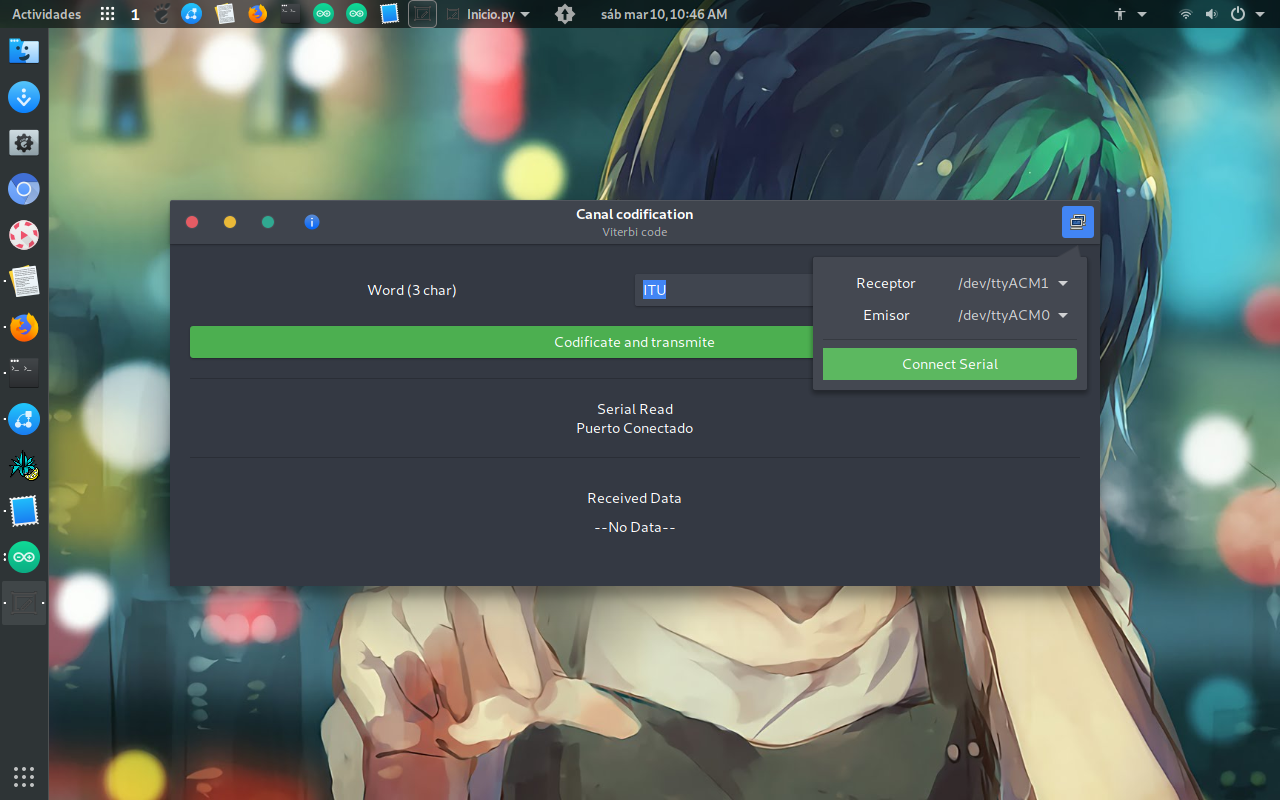 Actividades 1 Inicio.py sáb mar 10, 10:46 AM
Canal codification
Viterbi code
Word (3 char) ITU
Receptor /dev/ttyACM1
Emisor /dev/ttyACM0
Codificate and transmite
Connect Serial
Serial Read
Puerto Conectado
Received Data
--No Data--